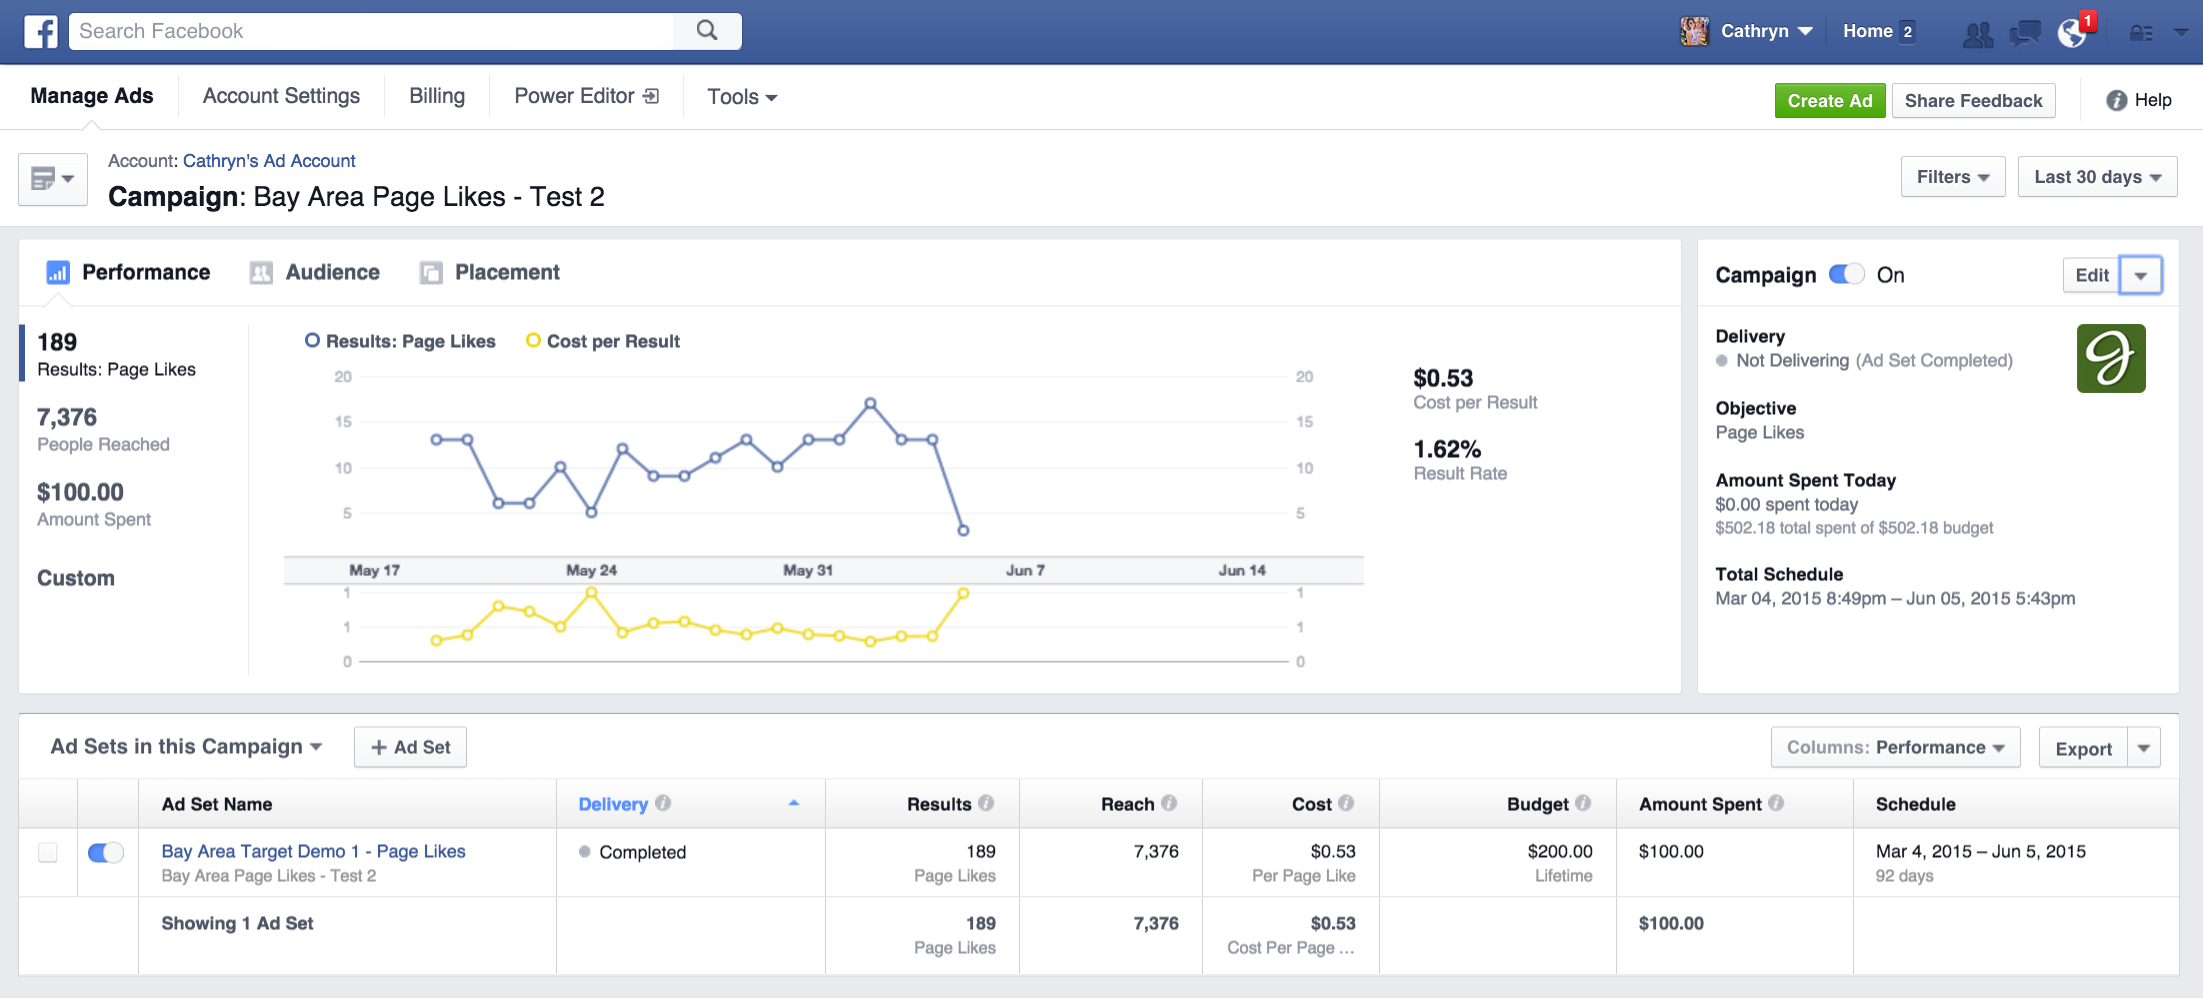 Search Facebook
Cathryn
Home 2
1
Manage Ads
Account Settings
Billing
Power Editor
Tools
Create Ad
Share Feedback
Help
Account: Cathryn's Ad Account
Campaign: Bay Area Page Likes - Test 2
Filters
Last 30 days
Performance
Audience
Placement
189
Results: Page Likes
7,376
People Reached
$100.00
Amount Spent
Custom
Results: Page Likes
Cost per Result
20 20
15 15
10 10
5 5
May 17 May 24 May 31 Jun 7 Jun 14
1 1
1 1
0 0
$0.53
Cost per Result
1.62%
Result Rate
Campaign On
Edit
Delivery
Not Delivering (Ad Set Completed)
Objective
Page Likes
Amount Spent Today
$0.00 spent today
$502.18 total spent of $502.18 budget
Total Schedule
Mar 04, 2015 8:49pm – Jun 05, 2015 5:43pm
Ad Sets in this Campaign
+ Ad Set
Columns: Performance
Export
Ad Set Name Delivery Results Reach Cost Budget Amount Spent Schedule
Bay Area Target Demo 1 - Page Likes Completed 189 7,376 $0.53 $200.00 $100.00 Mar 4, 2015 – Jun 5, 2015
Bay Area Page Likes - Test 2 Page Likes Per Page Like Lifetime 92 days
Showing 1 Ad Set 189 7,376 $0.53 $100.00
Page Likes Cost Per Page ...